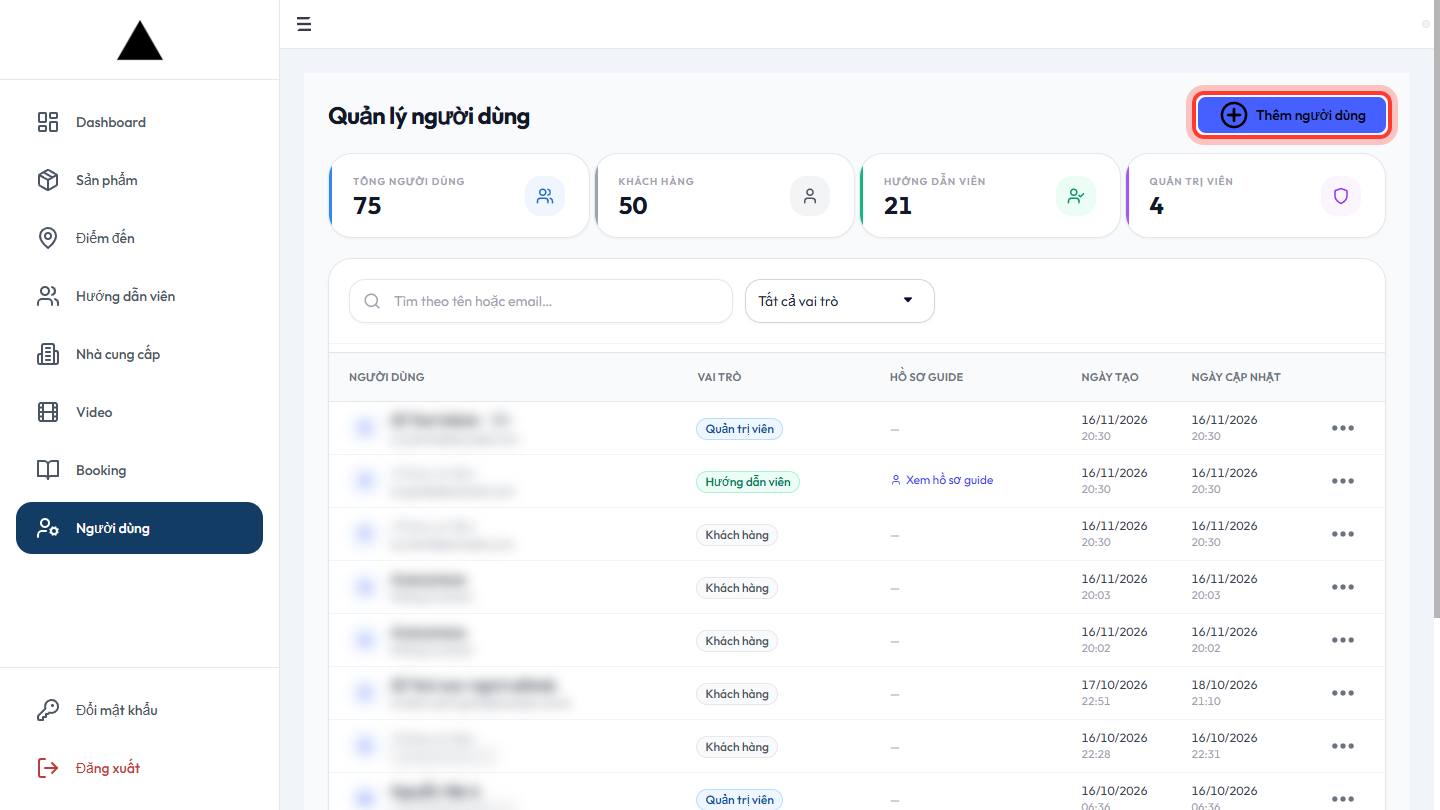 Dashboard
Sản phẩm
Điểm đến
Hướng dẫn viên
Nhà cung cấp
Video
Booking
Người dùng
Đổi mật khẩu
Đăng xuất
Quản lý người dùng
Thêm người dùng
TỔNG NGƯỜI DÙNG
75
KHÁCH HÀNG
50
HƯỚNG DẪN VIÊN
21
QUẢN TRỊ VIÊN
4
Tìm theo tên hoặc email...
Tất cả vai trò
NGƯỜI DÙNG VAI TRÒ HỒ SƠ GUIDE NGÀY TẠO NGÀY CẬP NHẬT
Quản trị viên — 16/11/2026 16/11/2026
20:30 20:30
Hướng dẫn viên Xem hồ sơ guide 16/11/2026 16/11/2026
20:30 20:30
Khách hàng — 16/11/2026 16/11/2026
20:30 20:30
Khách hàng — 16/11/2026 16/11/2026
20:03 20:03
Khách hàng — 16/11/2026 16/11/2026
20:02 20:02
Khách hàng — 17/10/2026 18/10/2026
22:51 21:10
Khách hàng — 16/10/2026 16/10/2026
22:28 22:31
Quản trị viên — 16/10/2026 16/10/2026
06:36 06:36